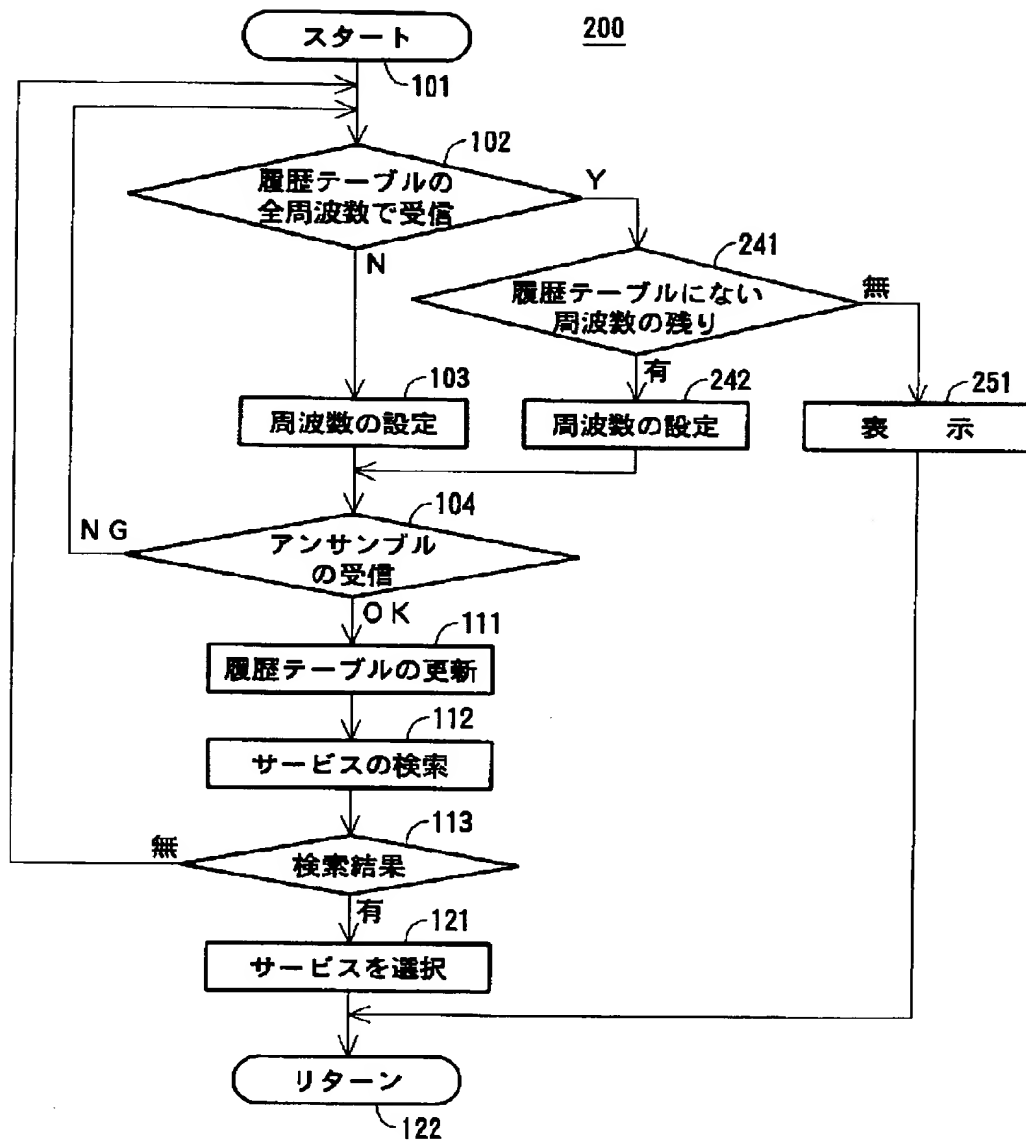 200
スタート
101
102
履歴テーブルの
全周波数で受信
Y
N
241
履歴テーブルにない
周波数の残り
無
有
103
周波数の設定
242
周波数の設定
251
表 示
104
アンサンブル
の受信
NG
OK
111
履歴テーブルの更新
112
サービスの検索
113
検索結果
無
有
121
サービスを選択
リターン
122